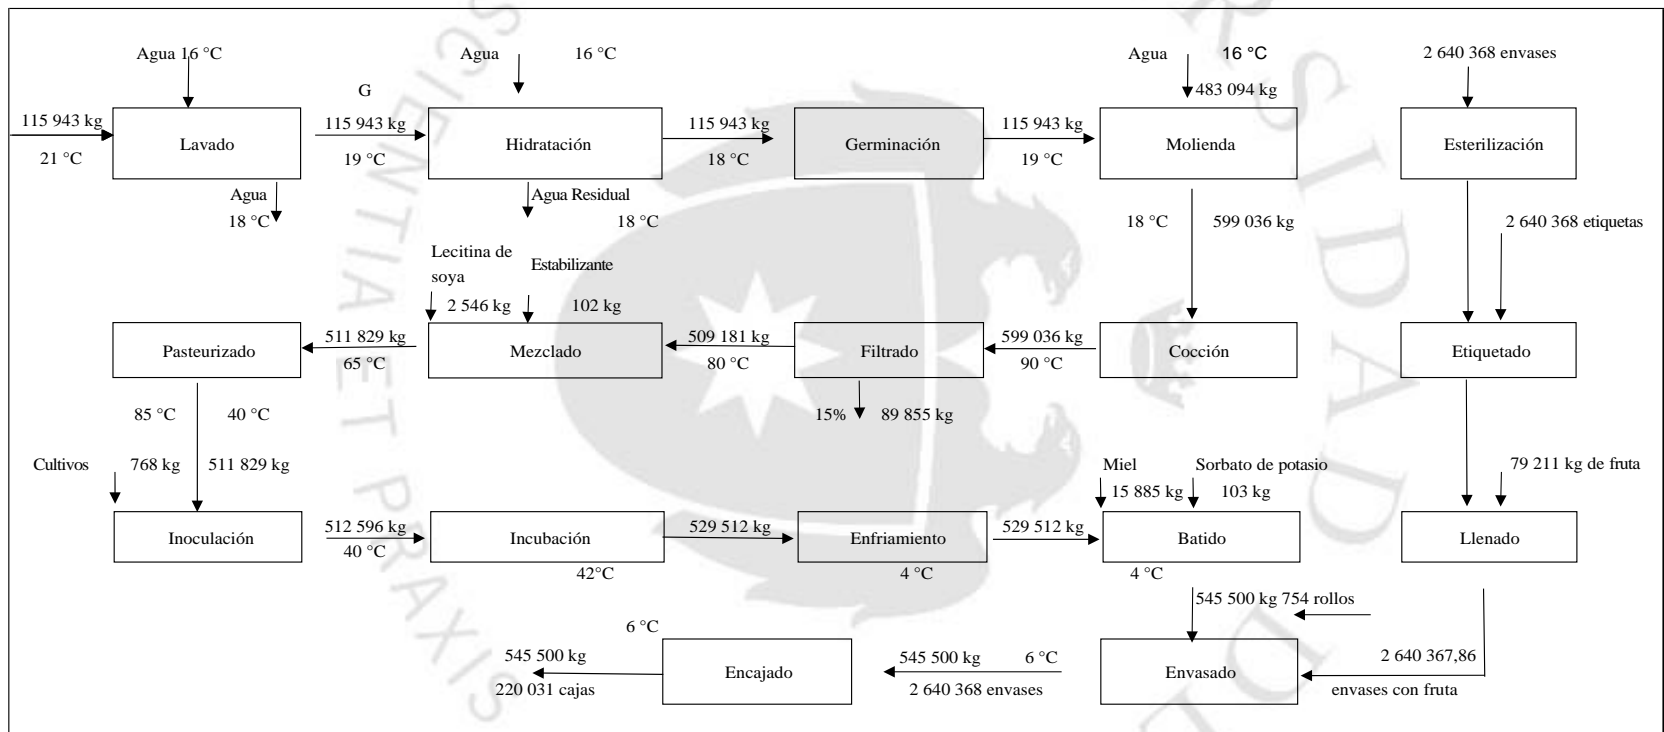 Agua 16 °C
Agua 16 °C
Agua 16 °C
2 640 368 envases
483 094 kg
G
115 943 kg
21 °C
Lavado
115 943 kg
19 °C
Hidratación
115 943 kg
18 °C
Germinación
115 943 kg
19 °C
Molienda
Esterilización
Agua
18 °C
Agua Residual
18 °C
18 °C
599 036 kg
2 640 368 etiquetas
Lecitina de
soya
2 546 kg
Estabilizante
102 kg
Pasteurizado
511 829 kg
65 °C
Mezclado
509 181 kg
80 °C
Filtrado
599 036 kg
90 °C
Cocción
Etiquetado
85 °C
40 °C
15%
89 855 kg
Cultivos
768 kg
511 829 kg
Miel
15 885 kg
Sorbato de potasio
103 kg
79 211 kg de fruta
Inoculación
512 596 kg
40 °C
Incubación
42°C
529 512 kg
Enfriamiento
4 °C
529 512 kg
Batido
4 °C
Llenado
545 500 kg 754 rollos
6 °C
545 500 kg
220 031 cajas
Encajado
545 500 kg
6 °C
2 640 368 envases
Envasado
2 640 367,86
envases con fruta
SCIENTIA ET PRAXIS
RSIDAD
DE